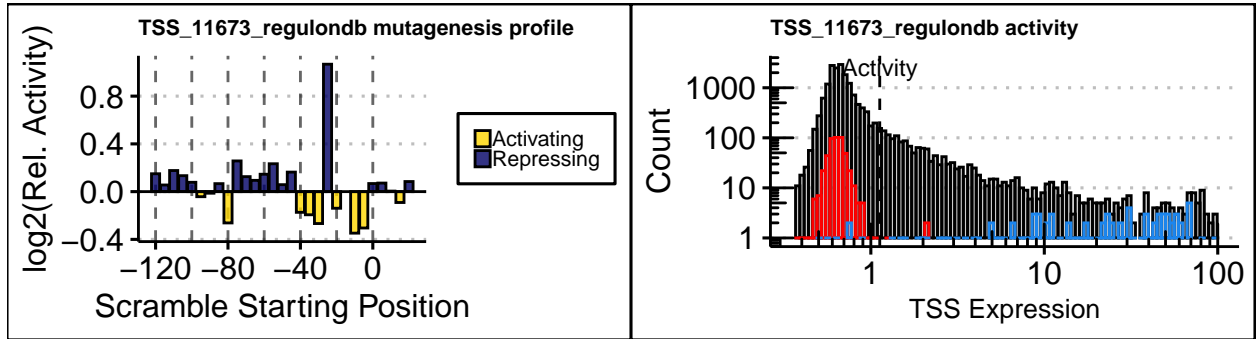 TSS_11673_regulondb mutagenesis profile
log2(Rel. Activity)
0.8
0.4
0.0
−0.4
−120
−80
−40
0
Scramble Starting Position
Activating
Repressing
TSS_11673_regulondb activity
Activity
Count
1000
100
10
1
1
10
100
TSS Expression